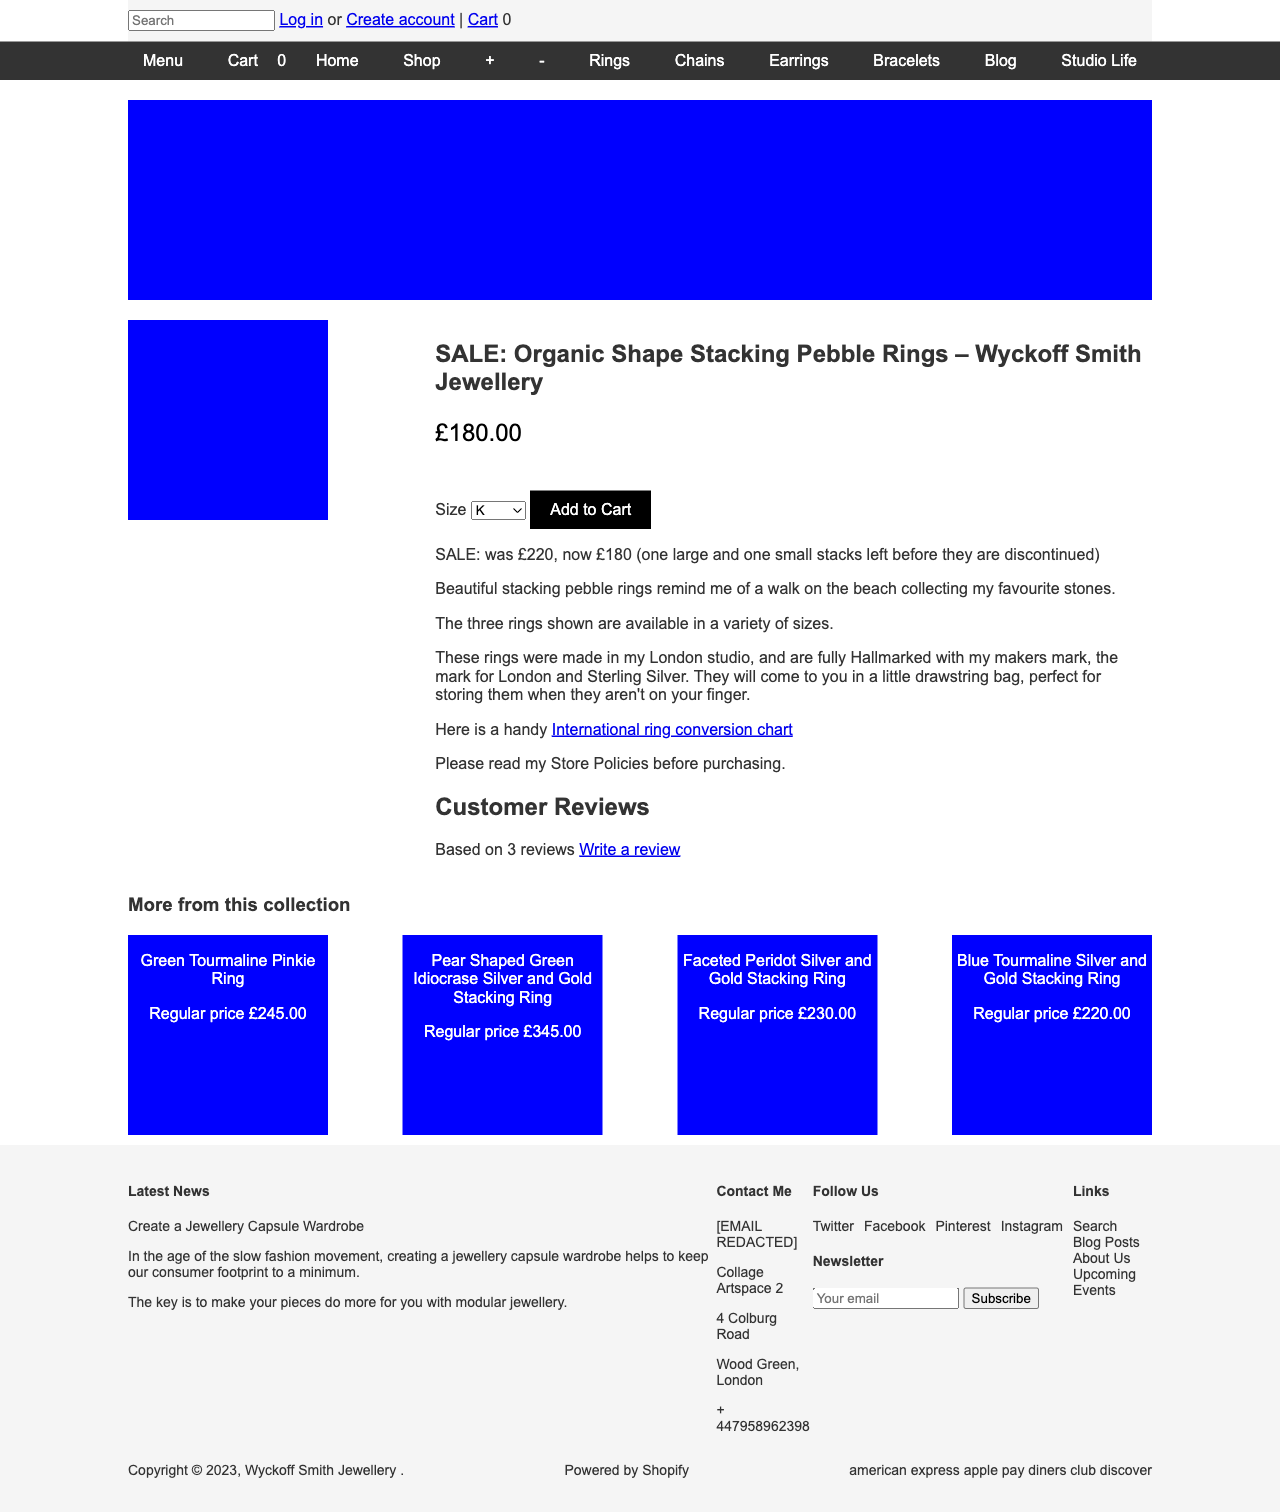 Search Log in or Create account | Cart 0
Menu Cart 0 Home Shop + - Rings Chains Earrings Bracelets Blog Studio Life
SALE: Organic Shape Stacking Pebble Rings – Wyckoff Smith
Jewellery
£180.00
Size K Add to Cart
SALE: was £220, now £180 (one large and one small stacks left before they are discontinued)
Beautiful stacking pebble rings remind me of a walk on the beach collecting my favourite stones.
The three rings shown are available in a variety of sizes.
These rings were made in my London studio, and are fully Hallmarked with my makers mark, the
mark for London and Sterling Silver. They will come to you in a little drawstring bag, perfect for
storing them when they aren't on your finger.
Here is a handy International ring conversion chart
Please read my Store Policies before purchasing.
Customer Reviews
Based on 3 reviews Write a review
More from this collection
Green Tourmaline Pinkie
Ring
Regular price £245.00
Pear Shaped Green
Idiocrase Silver and Gold
Stacking Ring
Regular price £345.00
Faceted Peridot Silver and
Gold Stacking Ring
Regular price £230.00
Blue Tourmaline Silver and
Gold Stacking Ring
Regular price £220.00
Latest News
Create a Jewellery Capsule Wardrobe
In the age of the slow fashion movement, creating a jewellery capsule wardrobe helps to keep
our consumer footprint to a minimum.
The key is to make your pieces do more for you with modular jewellery.
Contact Me
[EMAIL
REDACTED]
Collage
Artspace 2
4 Colburg
Road
Wood Green,
London
+
447958962398
Follow Us
Twitter Facebook Pinterest Instagram
Newsletter
Your email Subscribe
Links
Search
Blog Posts
About Us
Upcoming
Events
Copyright © 2023, Wyckoff Smith Jewellery .
Powered by Shopify
american express apple pay diners club discover